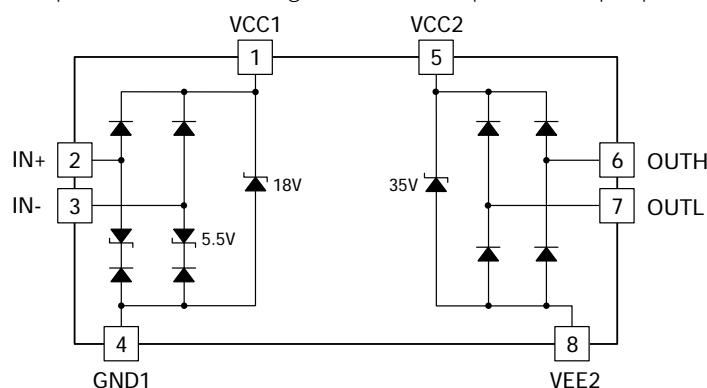 VCC1 VCC2
1 5
IN+ 2
IN- 3
18V
5.5V
35V
6 OUTH
7 OUTL
4 8
GND1 VEE2